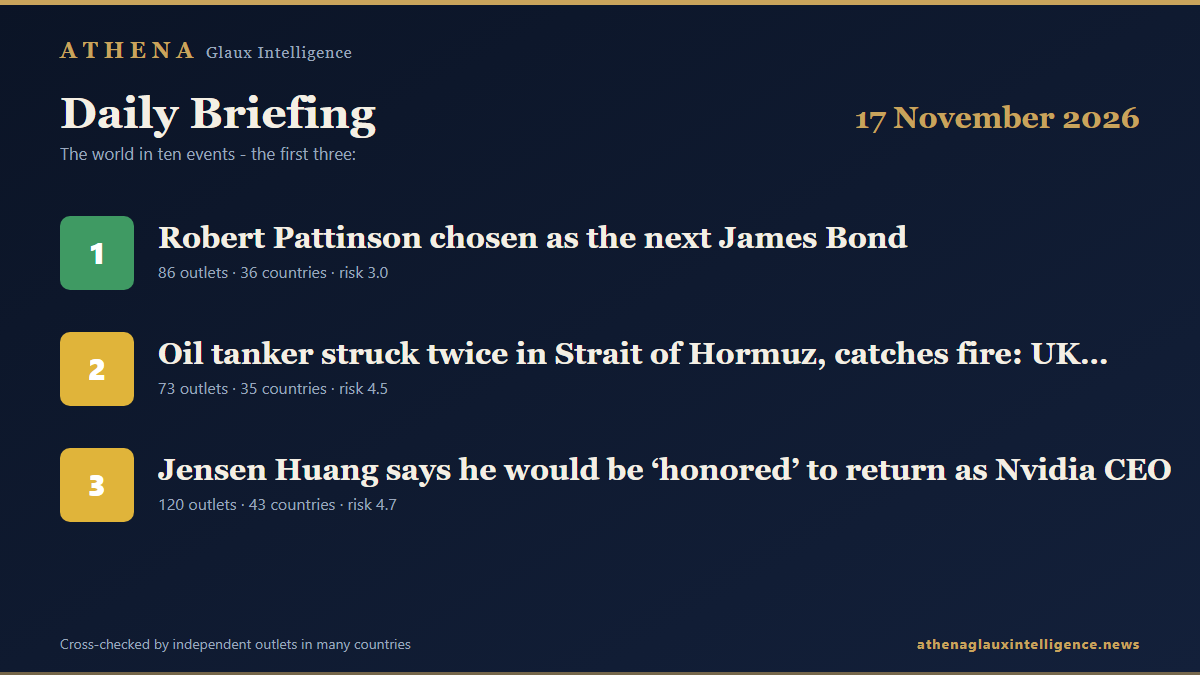 ATHENA Glaux Intelligence
Daily Briefing
17 November 2026
The world in ten events - the first three:
1
Robert Pattinson chosen as the next James Bond
86 outlets · 36 countries · risk 3.0
2
Oil tanker struck twice in Strait of Hormuz, catches fire: UK...
73 outlets · 35 countries · risk 4.5
3
Jensen Huang says he would be ‘honored’ to return as Nvidia CEO
120 outlets · 43 countries · risk 4.7
Cross-checked by independent outlets in many countries
athenaglauxintelligence.news